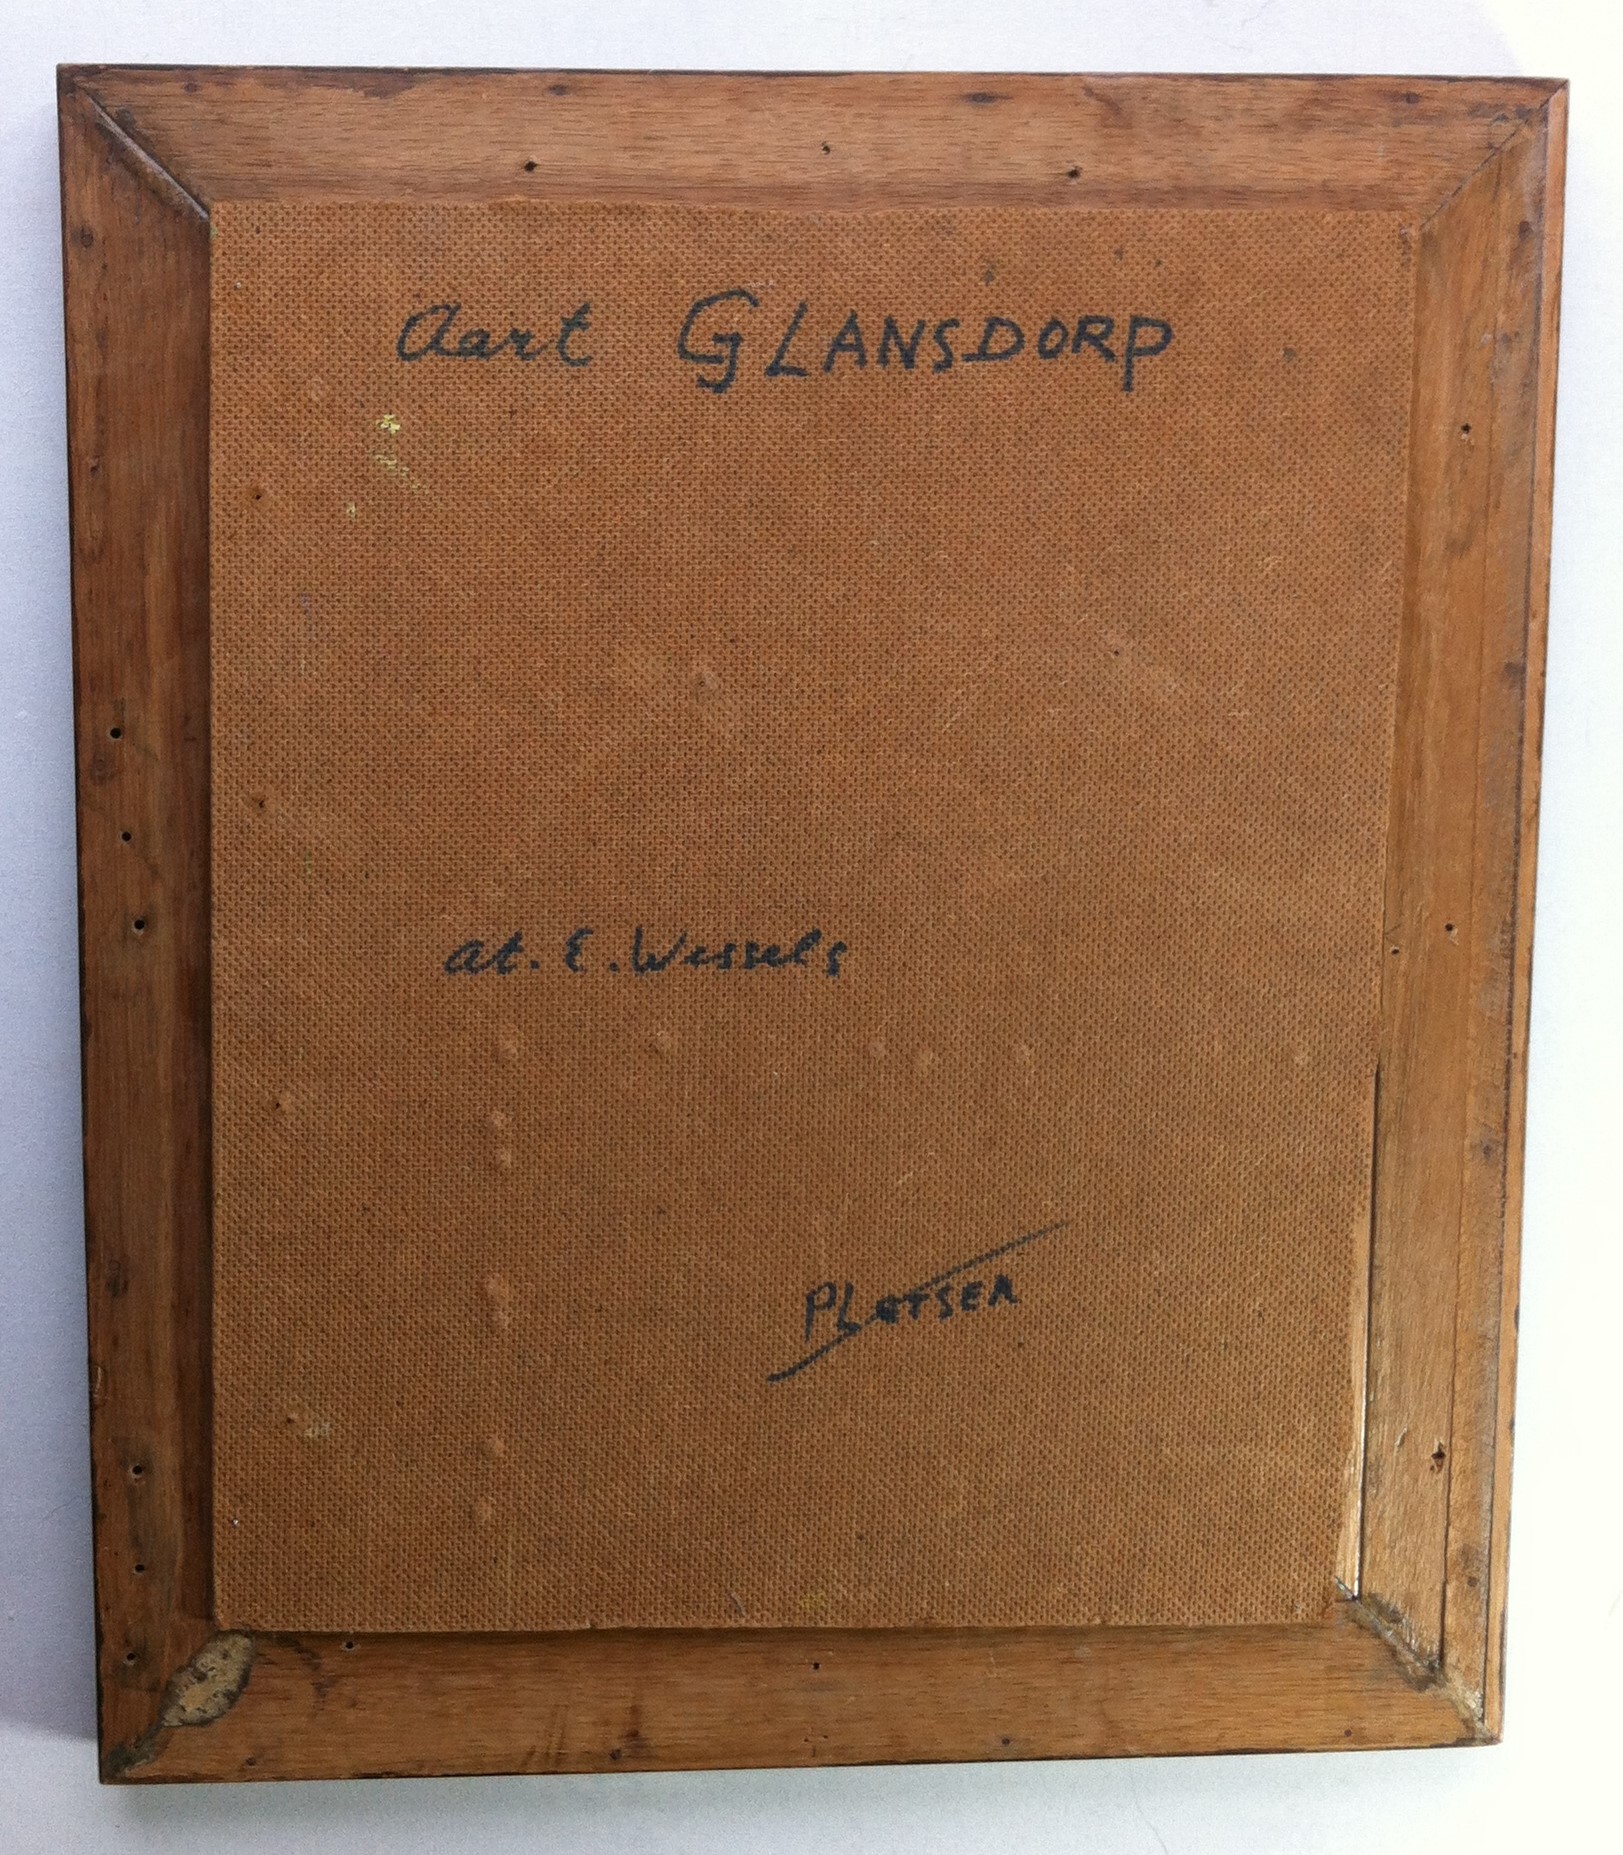 Aart GLANSDORP
at. E. Wessels
PLETSER